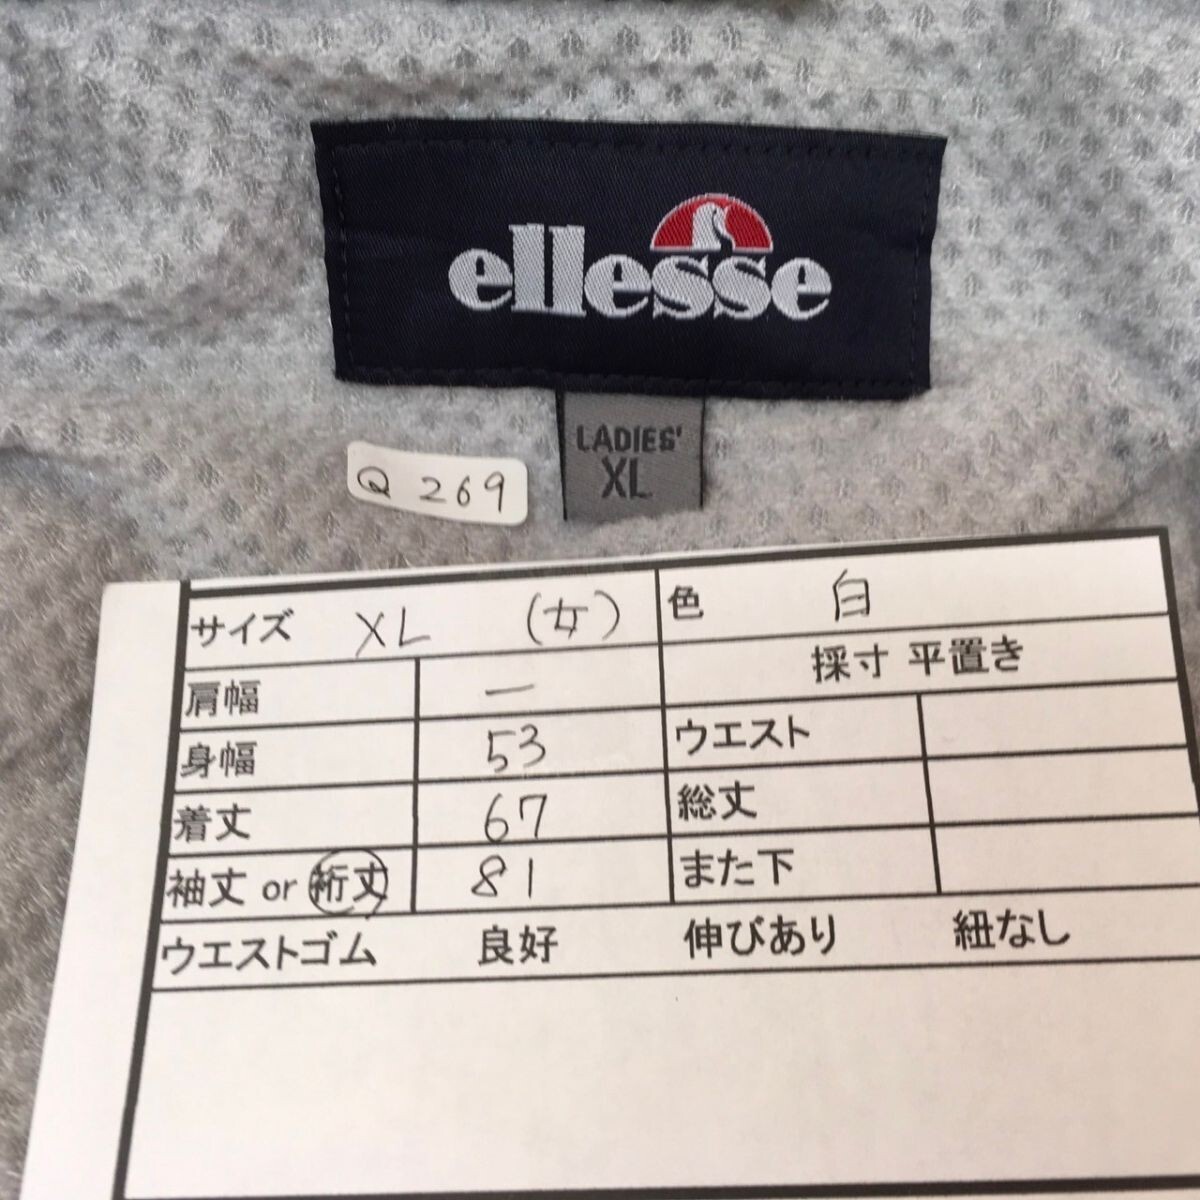 ellesse
LADIES'
XL
Q 269
サイズ XL (女) 色 白
肩幅 ー 採寸 平置き
身幅 53 ウエスト
着丈 67 総丈
袖丈 or 裄丈 81 また下
ウエストゴム 良好 伸びあり 紐なし